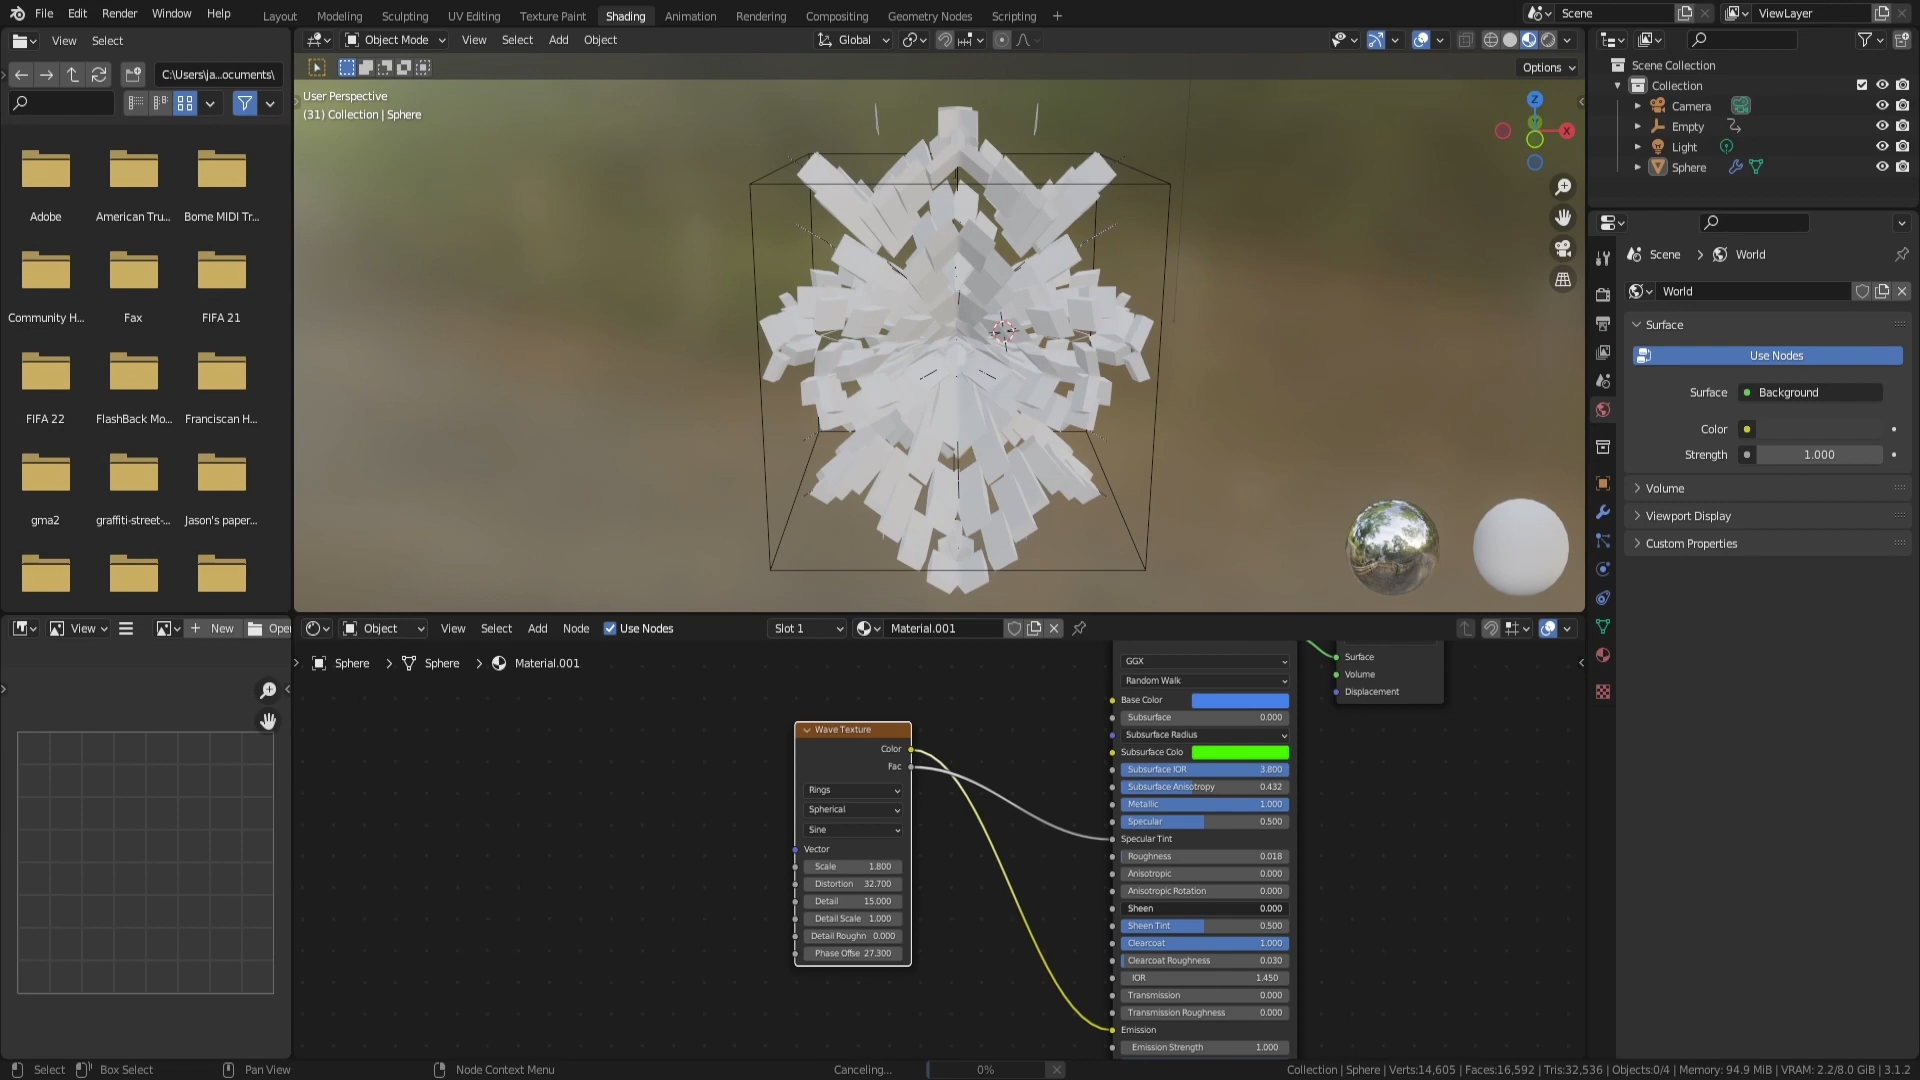 File Edit Render Window Help
Layout Modeling Sculpting UV Editing Texture Paint Shading Animation Rendering Compositing Geometry Nodes Scripting
Scene
ViewLayer
View Select
Object Mode View Select Add Object
Global
C:\Users\ja...ocuments\
Options
User Perspective
(31) Collection | Sphere
Z
X
Scene Collection
Collection
Camera
Empty
Light
Sphere
Adobe American Tru... Bome MIDI Tr...
Community H... Fax FIFA 21
FIFA 22 FlashBack Mo... Franciscan H...
gma2 graffiti-street-... Jason's paper...
Scene World
World
Surface
Use Nodes
Surface Background
Color
Strength 1.000
Volume
Viewport Display
Custom Properties
View New Open
Object View Select Add Node Use Nodes Slot 1 Material.001
Sphere Sphere Material.001
Wave Texture
Color
Fac
Rings
Spherical
Sine
Vector
Scale 1.800
Distortion 32.700
Detail 15.000
Detail Scale 1.000
Detail Roughn 0.000
Phase Offse 27.300
GGX
Random Walk
Base Color
Subsurface 0.000
Subsurface Radius
Subsurface Colo
Subsurface IOR 3.800
Subsurface Anisotropy 0.432
Metallic 1.000
Specular 0.500
Specular Tint
Roughness 0.018
Anisotropic 0.000
Anisotropic Rotation 0.000
Sheen 0.000
Sheen Tint 0.500
Clearcoat 1.000
Clearcoat Roughness 0.030
IOR 1.450
Transmission 0.000
Transmission Roughness 0.000
Emission
Emission Strength 1.000
Surface
Volume
Displacement
Select Box Select Pan View Node Context Menu Canceling... 0% Collection | Sphere | Verts:14,605 | Faces:16,592 | Tris:32,536 | Objects:0/4 | Memory: 94.9 MiB | VRAM: 2.2/8.0 GiB | 3.1.2